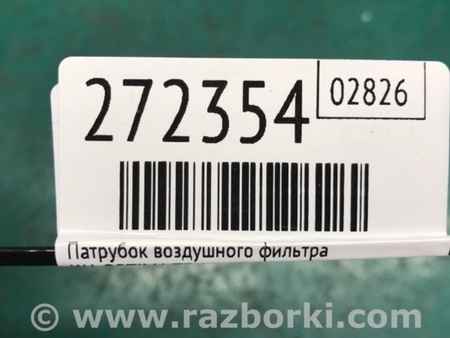 272354
02826
Патрубок воздушного фильтра
© www.razborki.com